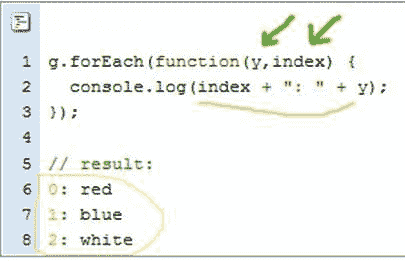 1 g.forEach(function(y,index) {
2 console.log(index + ": " + y);
3 });
4
5 // result:
6 0: red
7 1: blue
8 2: white